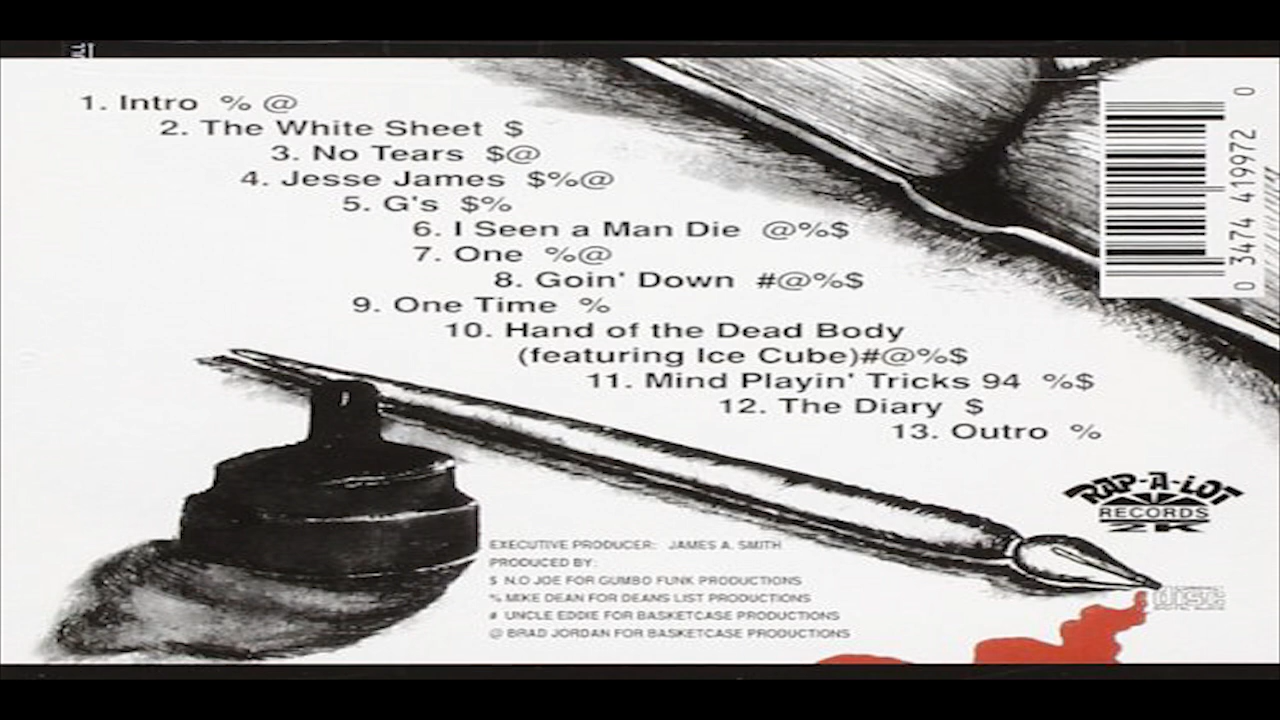 1. Intro % @
2. The White Sheet $
3. No Tears $@
4. Jesse James $%@
5. G's $%
6. I Seen a Man Die @%$
7. One %@
8. Goin' Down #@%$
9. One Time %
10. Hand of the Dead Body
(featuring Ice Cube)#@%$
11. Mind Playin' Tricks 94 %$
12. The Diary $
13. Outro %
0 3474 419972 0
RAP-A-LOT
RECORDS
2K
EXECUTIVE PRODUCER: JAMES A. SMITH
PRODUCED BY:
$ N.O JOE FOR GUMBO FUNK PRODUCTIONS
% MIKE DEAN FOR DEANS LIST PRODUCTIONS
# UNCLE EDDIE FOR BASKETCASE PRODUCTIONS
@ BRAD JORDAN FOR BASKETCASE PRODUCTIONS